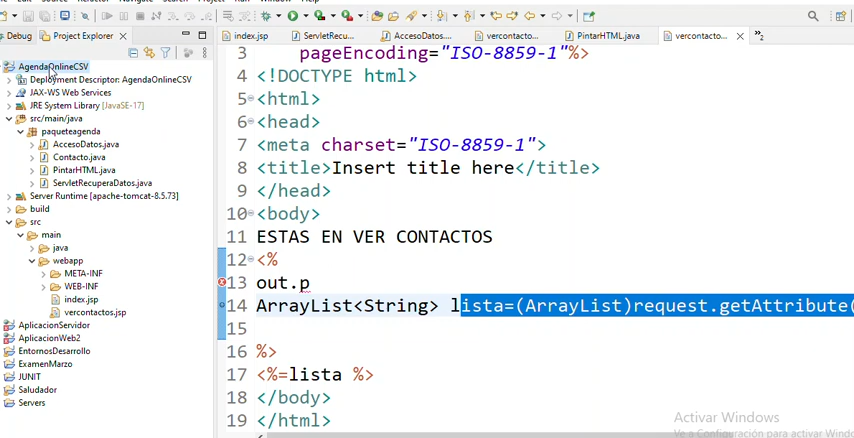 Debug
Project Explorer
index.jsp
ServletRecu...
AccesoDatos...
vercontacto...
PintarHTML.java
vercontacto...
AgendaOnlineCSV
Deployment Descriptor: AgendaOnlineCSV
JAX-WS Web Services
JRE System Library [JavaSE-17]
src/main/java
paqueteagenda
AccesoDatos.java
Contacto.java
PintarHTML.java
ServletRecuperaDatos.java
Server Runtime [apache-tomcat-8.5.73]
build
src
main
java
webapp
META-INF
WEB-INF
index.jsp
vercontactos.jsp
AplicacionServidor
AplicacionWeb2
EntornosDesarrollo
ExamenMarzo
JUNIT
Saludador
Servers
3 pageEncoding="ISO-8859-1"%>
4 <!DOCTYPE html>
5 <html>
6 <head>
7 <meta charset="ISO-8859-1">
8 <title>Insert title here</title>
9 </head>
10 <body>
11 ESTAS EN VER CONTACTOS
12 <%
13 out.p
14 ArrayList<String> lista=(ArrayList)request.getAttribute(
15
16 %>
17 <%=lista %>
18 </body>
19 </html>
Activar Windows
Ve a Configuración para activar Windo